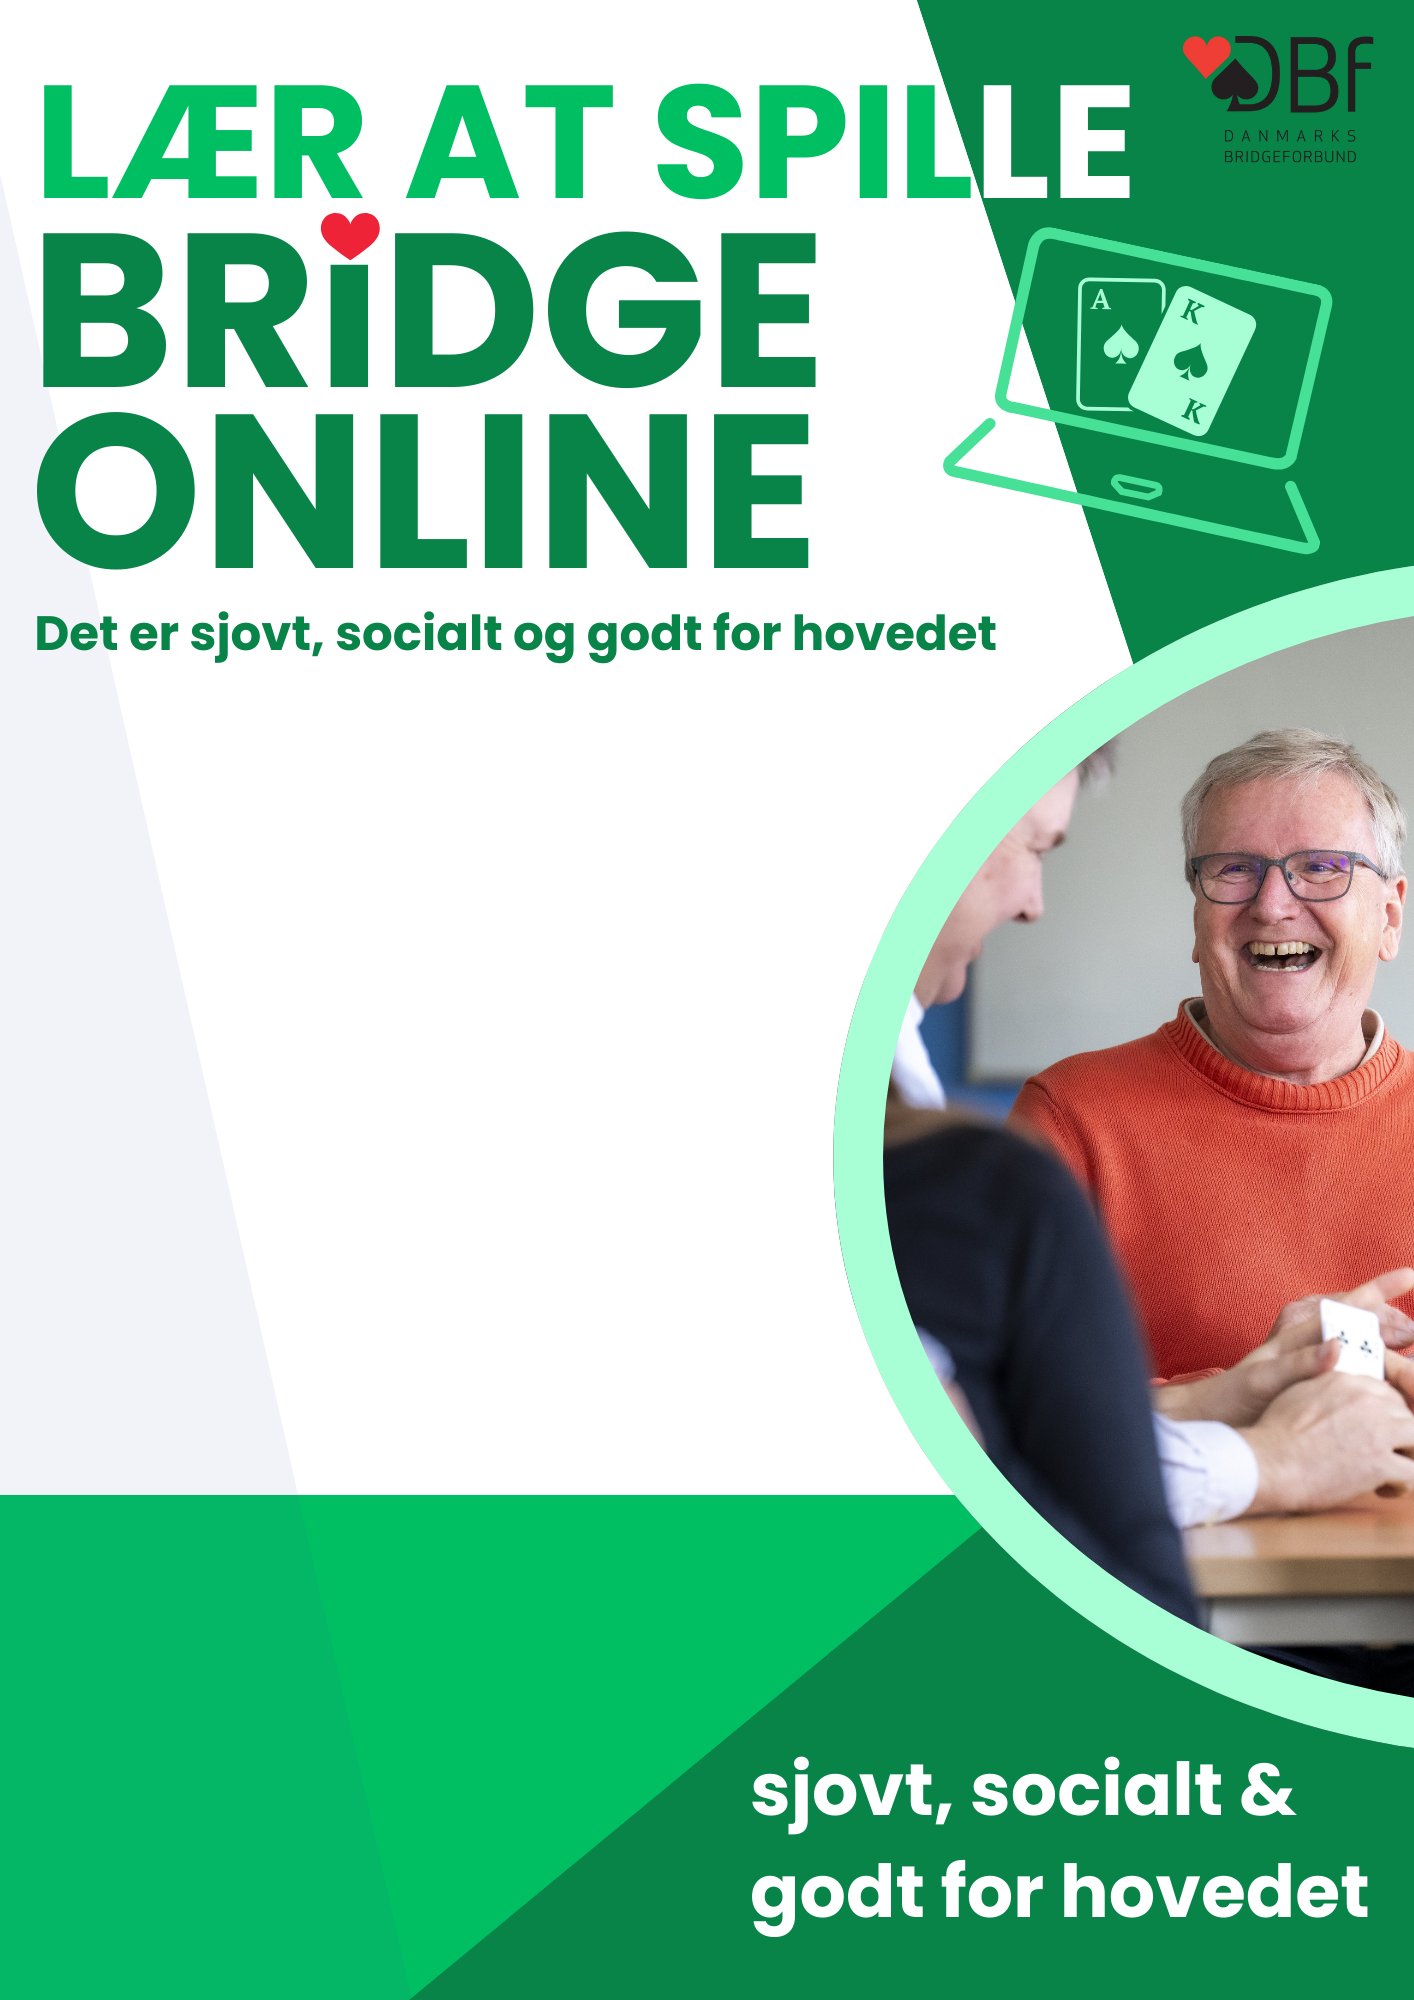 LÆR AT SPILLE
DBf
DANMARKS
BRIDGEFORBUND
BRiDGE
ONLINE
A
K
K
Det er sjovt, socialt og godt for hovedet
sjovt, socialt &
godt for hovedet